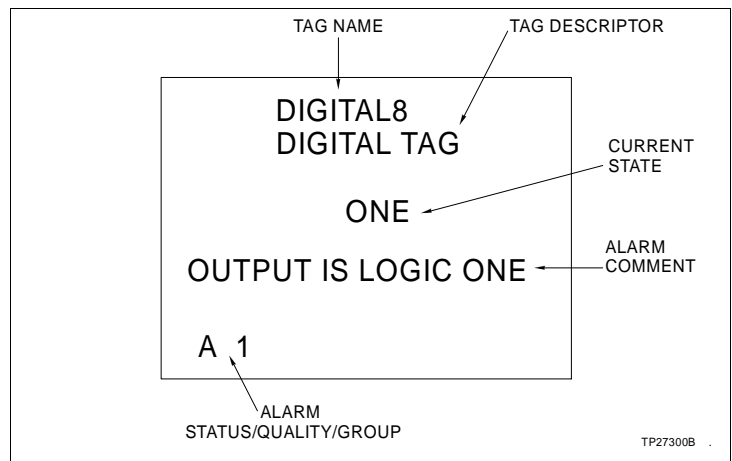 TAG NAME
TAG DESCRIPTOR
DIGITAL8
DIGITAL TAG
CURRENT
STATE
ONE
ALARM
COMMENT
OUTPUT IS LOGIC ONE
A 1
ALARM
STATUS/QUALITY/GROUP
TP27300B .